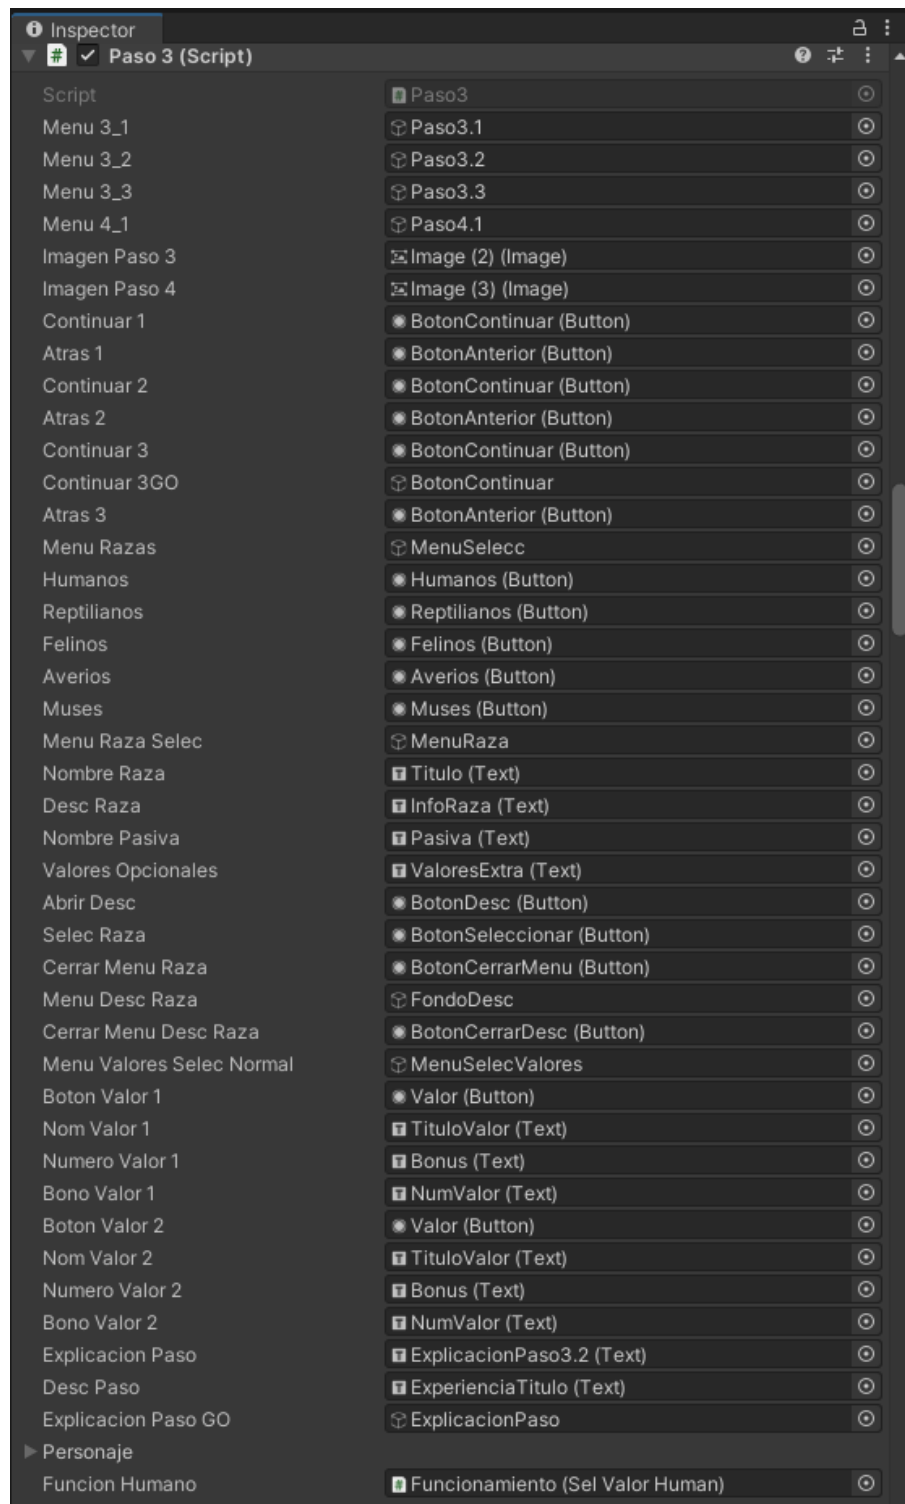 Inspector
Paso 3 (Script)
Script Paso3
Menu 3_1 Paso3.1
Menu 3_2 Paso3.2
Menu 3_3 Paso3.3
Menu 4_1 Paso4.1
Imagen Paso 3 Image (2) (Image)
Imagen Paso 4 Image (3) (Image)
Continuar 1 BotonContinuar (Button)
Atras 1 BotonAnterior (Button)
Continuar 2 BotonContinuar (Button)
Atras 2 BotonAnterior (Button)
Continuar 3 BotonContinuar (Button)
Continuar 3GO BotonContinuar
Atras 3 BotonAnterior (Button)
Menu Razas MenuSelecc
Humanos Humanos (Button)
Reptilianos Reptilianos (Button)
Felinos Felinos (Button)
Averios Averios (Button)
Muses Muses (Button)
Menu Raza Selec MenuRaza
Nombre Raza Titulo (Text)
Desc Raza InfoRaza (Text)
Nombre Pasiva Pasiva (Text)
Valores Opcionales ValoresExtra (Text)
Abrir Desc BotonDesc (Button)
Selec Raza BotonSeleccionar (Button)
Cerrar Menu Raza BotonCerrarMenu (Button)
Menu Desc Raza FondoDesc
Cerrar Menu Desc Raza BotonCerrarDesc (Button)
Menu Valores Selec Normal MenuSelecValores
Boton Valor 1 Valor (Button)
Nom Valor 1 TituloValor (Text)
Numero Valor 1 Bonus (Text)
Bono Valor 1 NumValor (Text)
Boton Valor 2 Valor (Button)
Nom Valor 2 TituloValor (Text)
Numero Valor 2 Bonus (Text)
Bono Valor 2 NumValor (Text)
Explicacion Paso ExplicacionPaso3.2 (Text)
Desc Paso ExperienciaTitulo (Text)
Explicacion Paso GO ExplicacionPaso
Personaje
Funcion Humano Funcionamiento (Sel Valor Human)